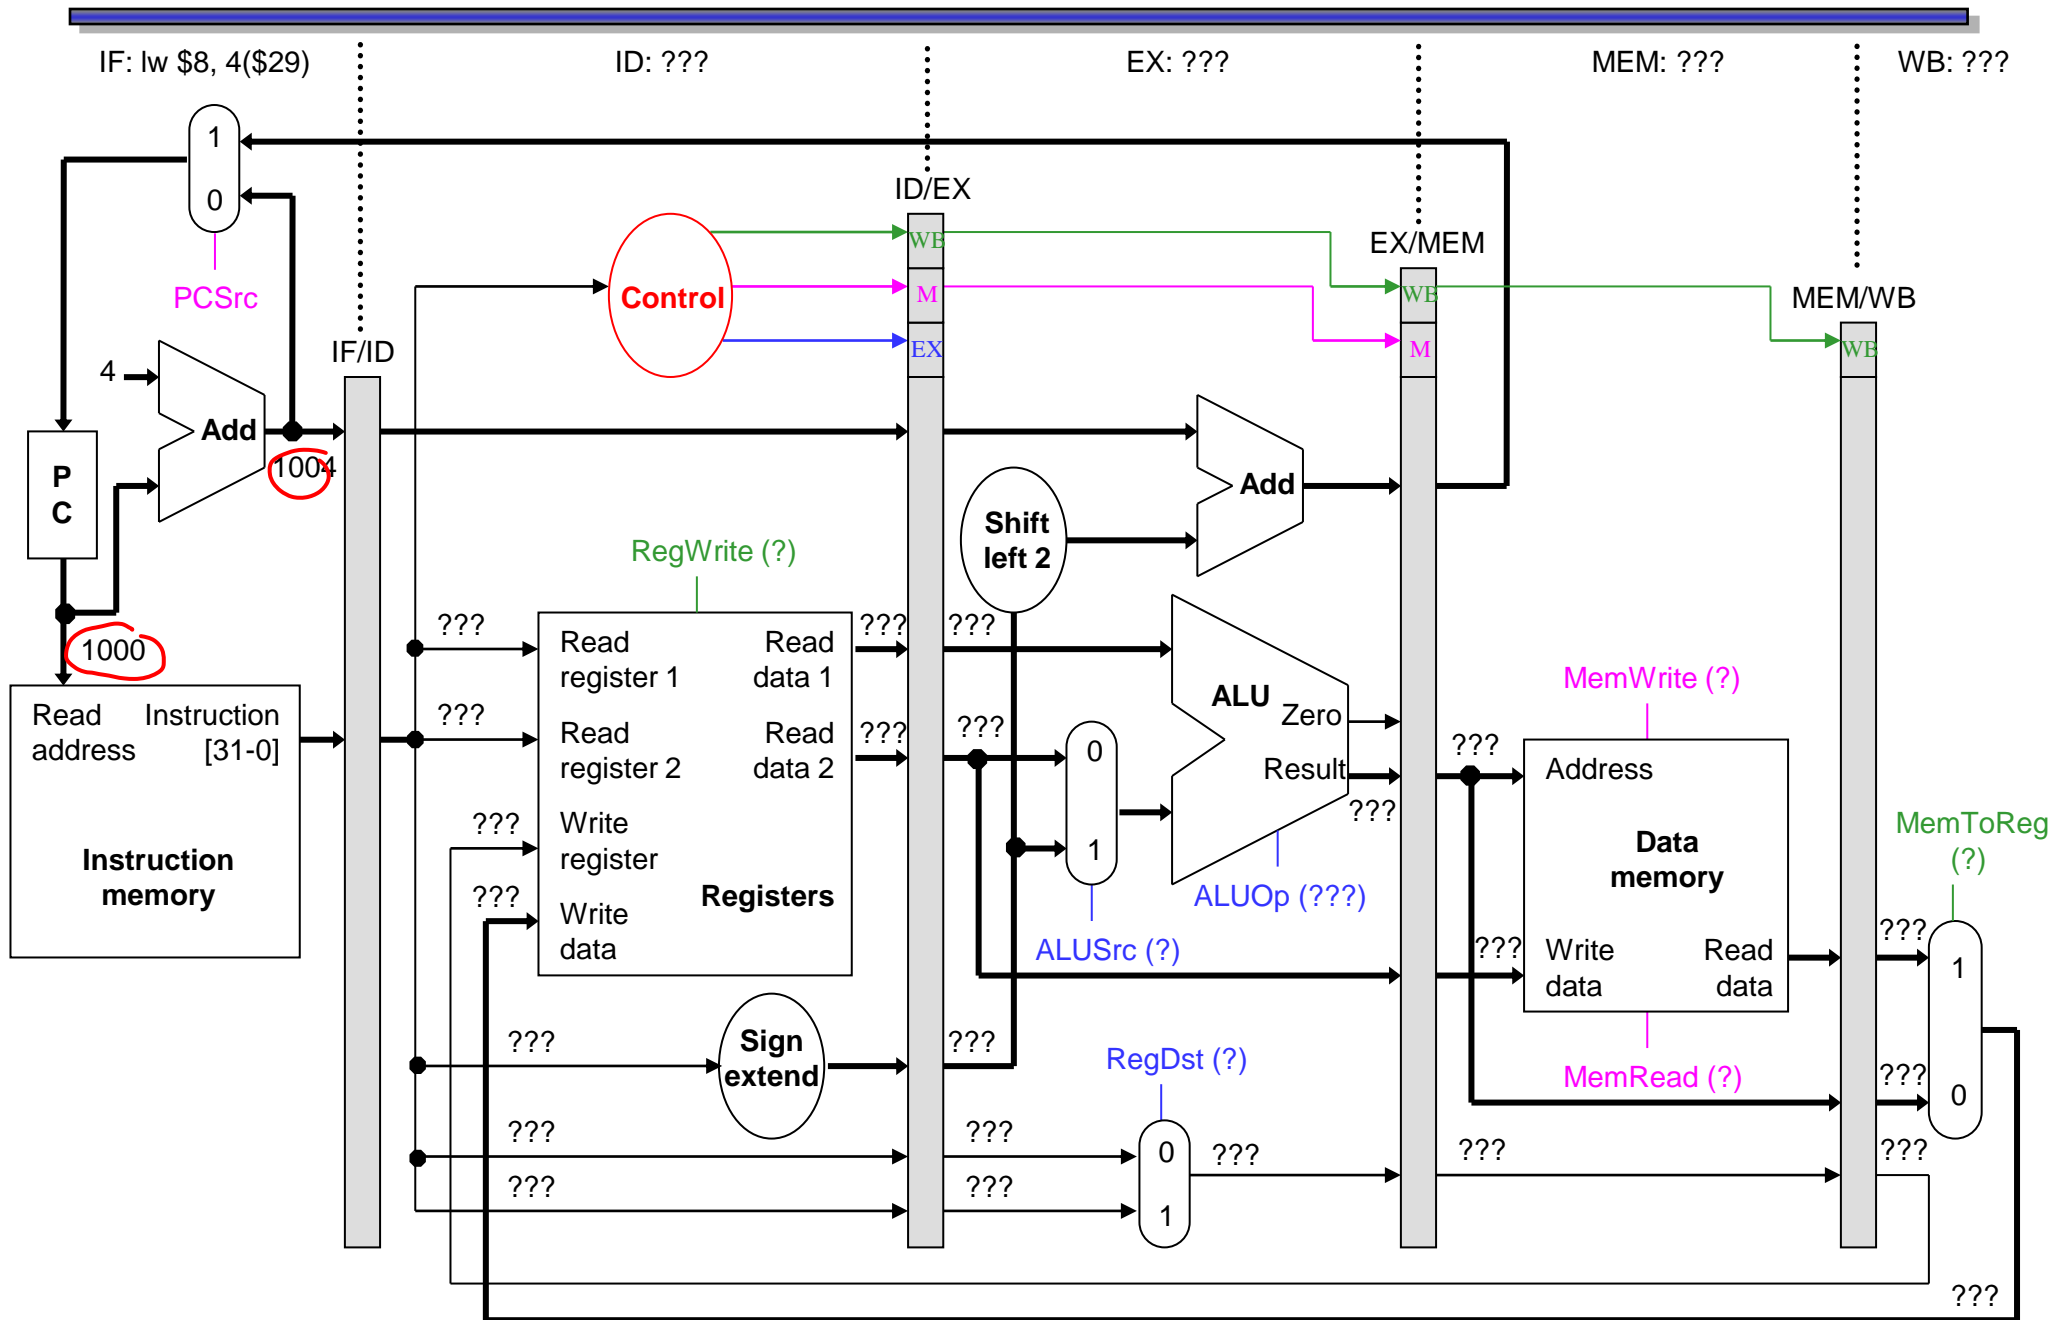 IF: lw $8, 4($29)
ID: ???
EX: ???
MEM: ???
WB: ???
1
0
PCSrc
4
Add
1004
P
C
1000
Read
address
Instruction
[31-0]
Instruction
memory
IF/ID
Control
ID/EX
WB
M
EX
RegWrite (?)
???
???
???
???
Read
register 1
Read
data 1
Read
register 2
Read
data 2
Write
register
Write
data
Registers
???
???
???
Sign
extend
???
???
???
???
Shift
left 2
Add
???
???
0
1
ALUSrc (?)
ALU
Zero
Result
???
ALUOp (???)
RegDst (?)
???
???
0
1
???
EX/MEM
WB
M
MemWrite (?)
???
Address
Data
memory
???
Write
data
Read
data
MemRead (?)
???
MEM/WB
WB
MemToReg
(?)
???
1
???
0
???
???